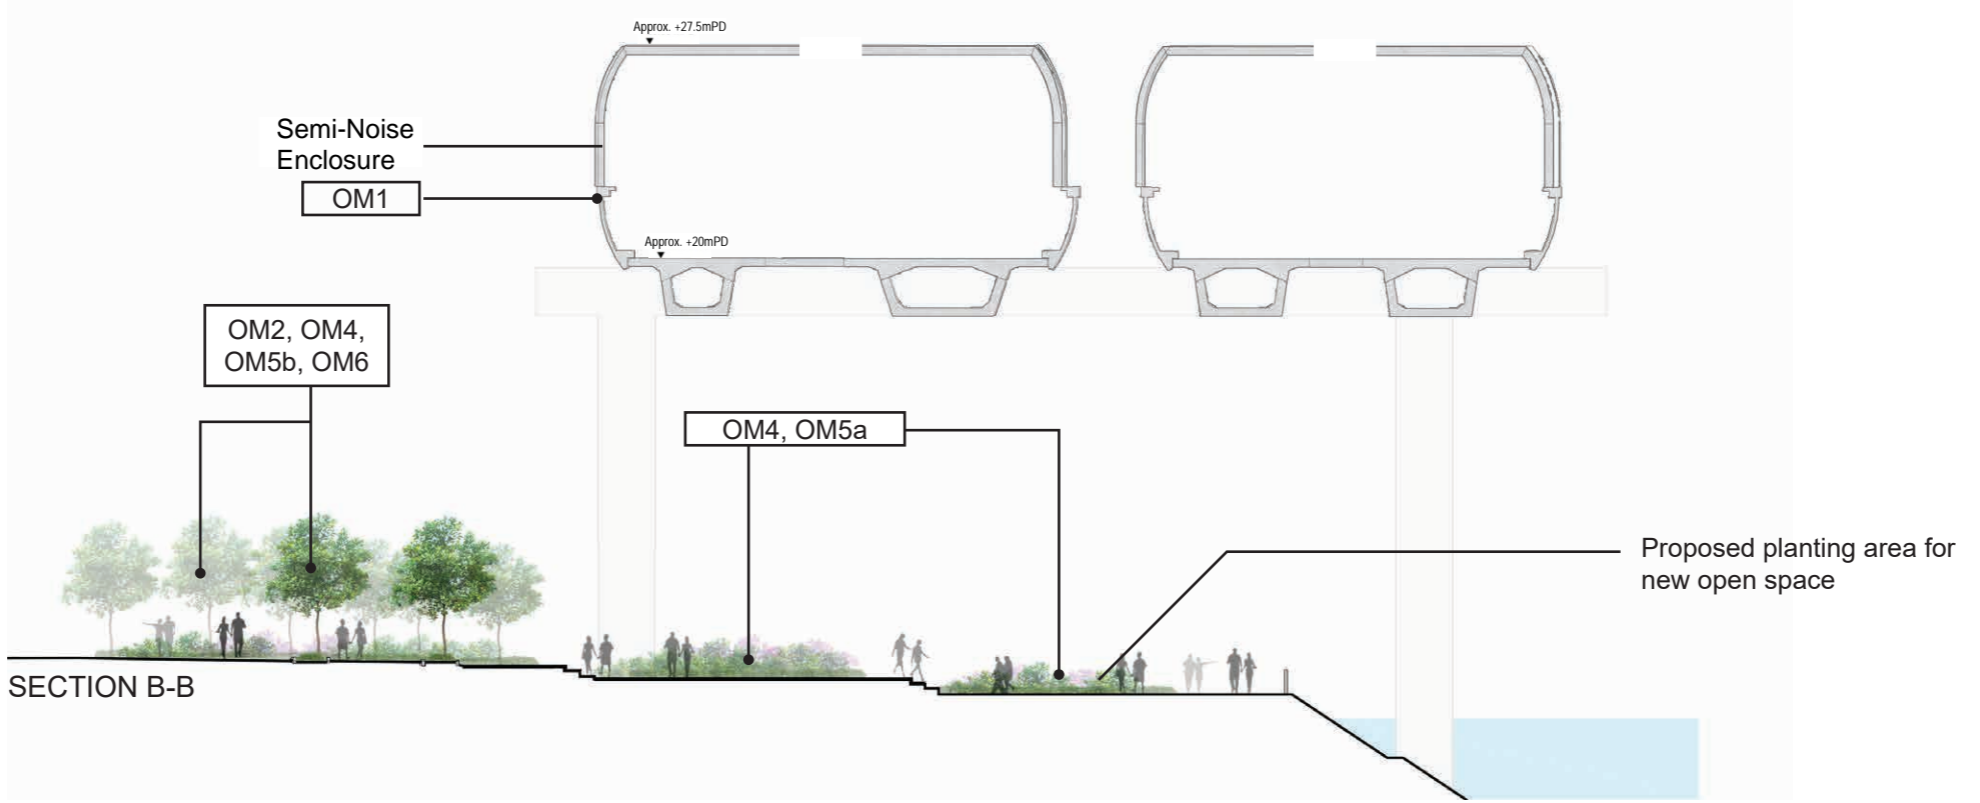 Approx. +27.5mPD
Semi-Noise
Enclosure
OM1
Approx. +20mPD
OM2, OM4,
OM5b, OM6
OM4, OM5a
Proposed planting area for
new open space
SECTION B-B